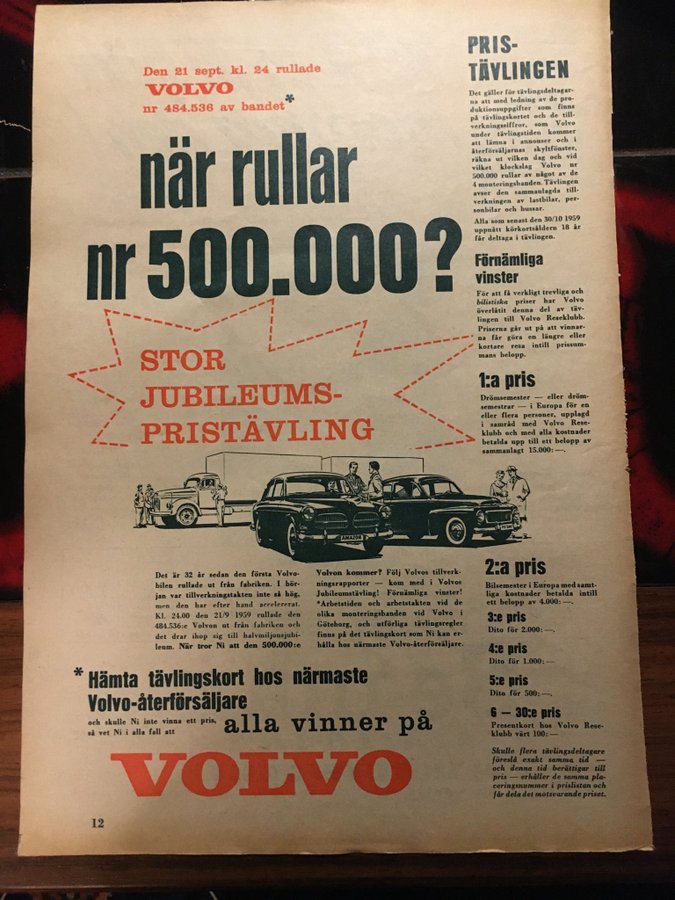 Den 21 sept. kl. 24 rullade
VOLVO
nr 484.536 av bandet*
när rullar
nr 500.000?
STOR
JUBILEUMS-
PRISTÄVLING
AMAZON
Det är 32 år sedan den första Volvo-
bilen rullade ut från fabriken. I bör-
jan var tillverkningstakten inte så hög,
men den har efter hand accelererat.
Kl. 24.00 den 21/9 1959 rullade den
484.536:e Volvon ut från fabriken och
det drar ihop sig till halvmiljonsjubi-
leum. När tror Ni att den 500.000:e
Volvon kommer? Följ Volvos tillverk-
ningsrapporter — kom med i Volvos
Jubileumstävling! Förnämliga vinster!
*Arbetstiden och arbetstakten vid de
olika monteringsbanden vid Volvo i
Göteborg, och utförliga tävlingsregler
finns på det tävlingskort som Ni kan er-
hålla hos närmaste Volvo-återförsäljare.
* Hämta tävlingskort hos närmaste
Volvo-återförsäljare
och skulle Ni inte vinna ett pris,
så vet Ni i alla fall att
alla vinner på
VOLVO
12
PRIS-
TÄVLINGEN
Det gäller för tävlingsdeltagar-
na att med ledning av de pro-
duktionsuppgifter som finns
på tävlingskortet och de till-
verkningssiffror, som Volvo
under tävlingstiden kommer
att lämna i annonser och i
återförsäljarnas skyltfönster,
räkna ut vilken dag och vid
vilket klockslag Volvo nr
500.000 rullar av något av de
4 monteringsbanden. Tävlingen
avser den sammanlagda till-
verkningen av lastbilar, per-
sonbilar och bussar.
Alla som senast den 30/10 1959
uppnått körkortsåldern 18 år
får deltaga i tävlingen.
Förnämliga
vinster
För att få verkligt trevliga och
bilistiska priser har Volvo
överlåtit denna del av täv-
lingen till Volvo Reseklubb.
Priserna går ut på att vinnar-
na får göra en längre eller
kortare resa intill prissum-
mans belopp.
1:a pris
Drömsemester — eller dröm-
semestrar — i Europa för en
eller flera personer, upplagd
i samråd med Volvo Rese-
klubb och med alla kostnader
betalda upp till ett belopp av
sammanlagt 15.000:—.
2:a pris
Bilsemester i Europa med samt-
liga kostnader betalda intill
ett belopp av 4.000:—.
3:e pris
Dito för 2.000:—.
4:e pris
Dito för 1.000:—
5:e pris
Dito för 500:—.
6 — 30:e pris
Presentkort hos Volvo Rese-
klubb värt 100:—
Skulle flera tävlingsdeltagare
föreslå exakt samma tid —
och denna tid berättigar till
pris — erhåller de samma pla-
ceringsnummer i prislistan och
får dela det motsvarande priset.